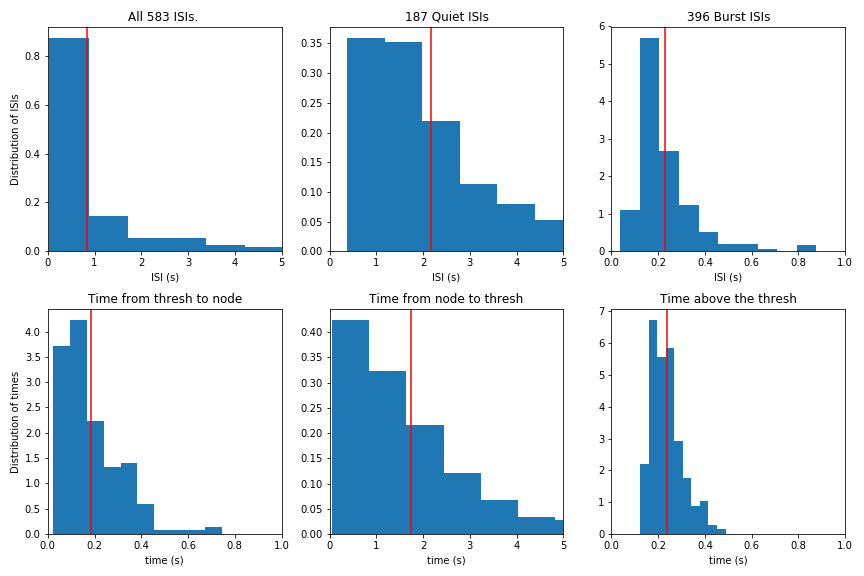 All 583 ISIs.
187 Quiet ISIs
396 Burst ISIs
Distribution of ISIs
0.8
0.6
0.4
0.2
0.0
0 1 2 3 4 5
ISI (s)
0.35
0.30
0.25
0.20
0.15
0.10
0.05
0.00
0 1 2 3 4 5
ISI (s)
6
5
4
3
2
1
0
0.0 0.2 0.4 0.6 0.8 1.0
ISI (s)
Time from thresh to node
Time from node to thresh
Time above the thresh
Distribution of times
4.0
3.5
3.0
2.5
2.0
1.5
1.0
0.5
0.0
0.0 0.2 0.4 0.6 0.8 1.0
time (s)
0.40
0.35
0.30
0.25
0.20
0.15
0.10
0.05
0.00
0 1 2 3 4 5
time (s)
7
6
5
4
3
2
1
0
0.0 0.2 0.4 0.6 0.8 1.0
time (s)